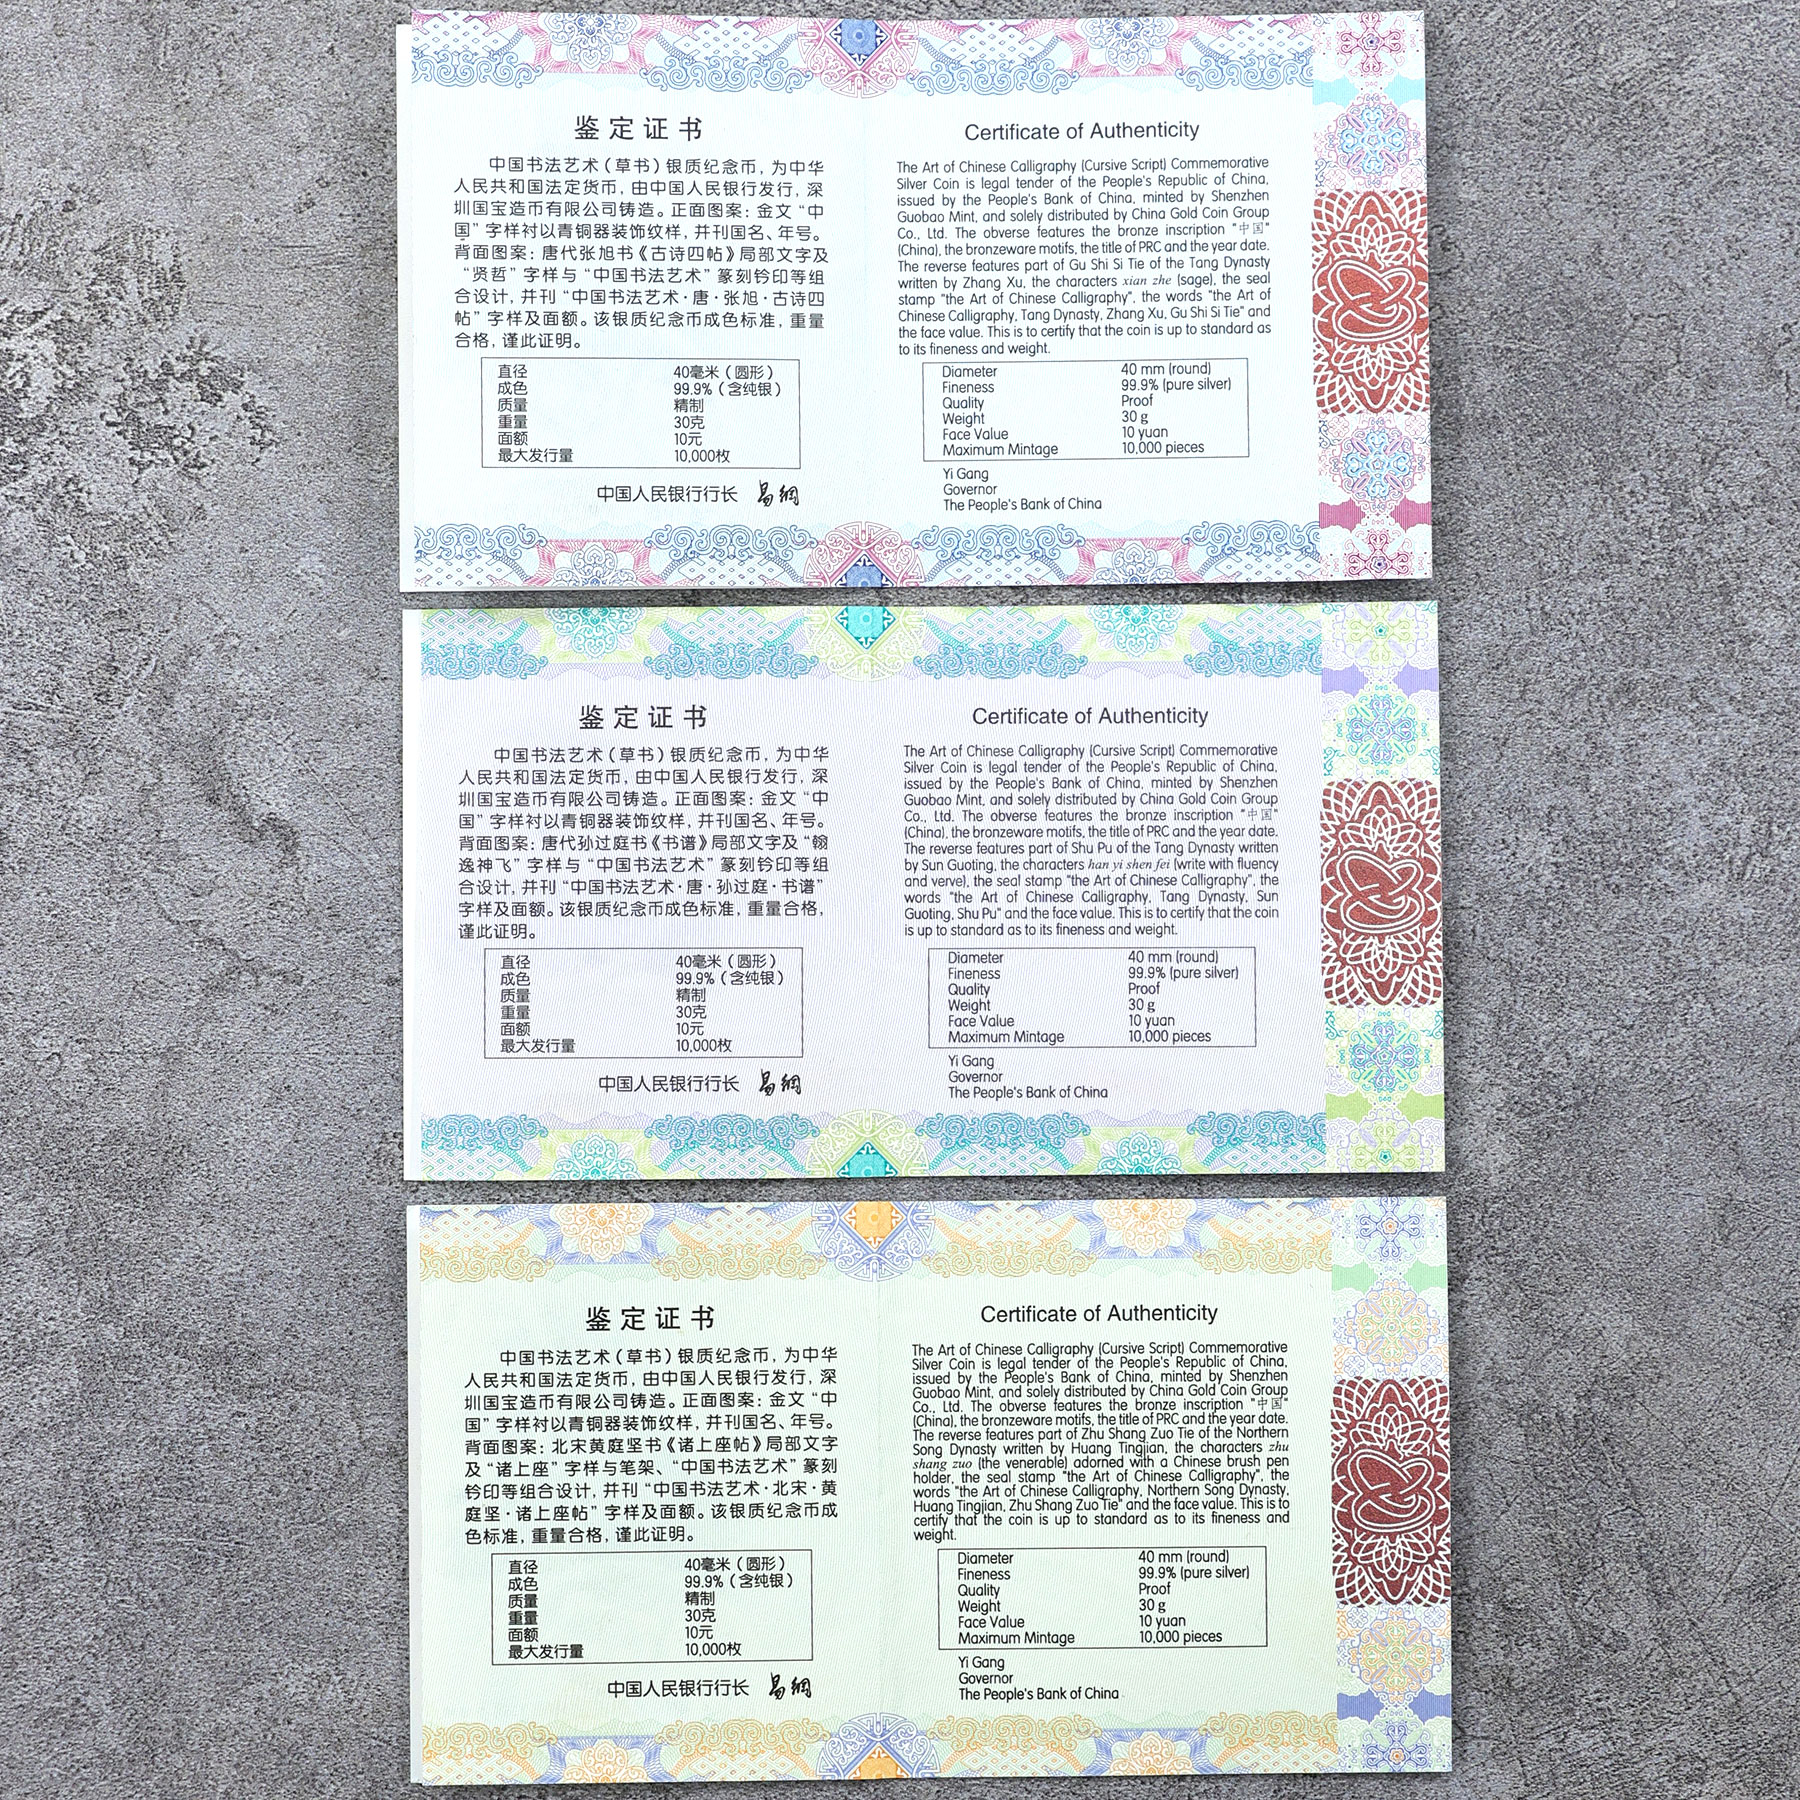 鉴定证书
中国书法艺术（草书）银质纪念币，为中华
人民共和国法定货币，由中国人民银行发行，深
圳国宝造币有限公司铸造。正面图案：金文“中
国”字样衬以青铜器装饰纹样，并刊国名、年号。
背面图案：唐代张旭书《古诗四帖》局部文字及
“贤哲”字样与“中国书法艺术”篆刻钤印等组
合设计，并刊“中国书法艺术·唐·张旭·古诗四
帖”字样及面额。该银质纪念币成色标准，重量
合格，谨此证明。
直径 40毫米（圆形）
成色 99.9%（含纯银）
质量 精制
重量 30克
面额 10元
最大发行量 10,000枚
中国人民银行行长 易纲
Certificate of Authenticity
The Art of Chinese Calligraphy (Cursive Script) Commemorative
Silver Coin is legal tender of the People's Republic of China,
issued by the People's Bank of China, minted by Shenzhen
Guobao Mint, and solely distributed by China Gold Coin Group
Co., Ltd. The obverse features the bronze inscription "中国"
(China), the bronzeware motifs, the title of PRC and the year date.
The reverse features part of Gu Shi Si Tie of the Tang Dynasty
written by Zhang Xu, the characters xian zhe (sage), the seal
stamp "the Art of Chinese Calligraphy", the words "the Art of
Chinese Calligraphy, Tang Dynasty, Zhang Xu, Gu Shi Si Tie" and
the face value. This is to certify that the coin is up to standard as
to its fineness and weight.
Diameter 40 mm (round)
Fineness 99.9% (pure silver)
Quality Proof
Weight 30 g
Face Value 10 yuan
Maximum Mintage 10,000 pieces
Yi Gang
Governor
The People's Bank of China
鉴定证书
中国书法艺术（草书）银质纪念币，为中华
人民共和国法定货币，由中国人民银行发行，深
圳国宝造币有限公司铸造。正面图案：金文“中
国”字样衬以青铜器装饰纹样，并刊国名、年号。
背面图案：唐代孙过庭书《书谱》局部文字及“翰
逸神飞”字样与“中国书法艺术”篆刻钤印等组
合设计，并刊“中国书法艺术·唐·孙过庭·书谱”
字样及面额。该银质纪念币成色标准，重量合格，
谨此证明。
直径 40毫米（圆形）
成色 99.9%（含纯银）
质量 精制
重量 30克
面额 10元
最大发行量 10,000枚
中国人民银行行长 易纲
Certificate of Authenticity
The Art of Chinese Calligraphy (Cursive Script) Commemorative
Silver Coin is legal tender of the People's Republic of China,
issued by the People's Bank of China, minted by Shenzhen
Guobao Mint, and solely distributed by China Gold Coin Group
Co., Ltd. The obverse features the bronze inscription "中国"
(China), the bronzeware motifs, the title of PRC and the year date.
The reverse features part of Shu Pu of the Tang Dynasty written
by Sun Guoting, the characters han yi shen fei (write with fluency
and verve), the seal stamp "the Art of Chinese Calligraphy", the
words "the Art of Chinese Calligraphy, Tang Dynasty, Sun
Guoting, Shu Pu" and the face value. This is to certify that the coin
is up to standard as to its fineness and weight.
Diameter 40 mm (round)
Fineness 99.9% (pure silver)
Quality Proof
Weight 30 g
Face Value 10 yuan
Maximum Mintage 10,000 pieces
Yi Gang
Governor
The People's Bank of China
鉴定证书
中国书法艺术（草书）银质纪念币，为中华
人民共和国法定货币，由中国人民银行发行，深
圳国宝造币有限公司铸造。正面图案：金文“中
国”字样衬以青铜器装饰纹样，并刊国名、年号。
背面图案：北宋黄庭坚书《诸上座帖》局部文字
及“诸上座”字样与笔架、“中国书法艺术”篆刻
钤印等组合设计，并刊“中国书法艺术·北宋·黄
庭坚·诸上座帖”字样及面额。该银质纪念币成
色标准，重量合格，谨此证明。
直径 40毫米（圆形）
成色 99.9%（含纯银）
质量 精制
重量 30克
面额 10元
最大发行量 10,000枚
中国人民银行行长 易纲
Certificate of Authenticity
The Art of Chinese Calligraphy (Cursive Script) Commemorative
Silver Coin is legal tender of the People's Republic of China,
issued by the People's Bank of China, minted by Shenzhen
Guobao Mint, and solely distributed by China Gold Coin Group
Co., Ltd. The obverse features the bronze inscription "中国"
(China), the bronzeware motifs, the title of PRC and the year date.
The reverse features part of Zhu Shang Zuo Tie of the Northern
Song Dynasty written by Huang Tingjian, the characters zhu
shang zuo (the venerable) adorned with a Chinese brush pen
holder, the seal stamp "the Art of Chinese Calligraphy", the
words "the Art of Chinese Calligraphy, Northern Song Dynasty,
Huang Tingjian, Zhu Shang Zuo Tie" and the face value. This is to
certify that the coin is up to standard as to its fineness and
weight.
Diameter 40 mm (round)
Fineness 99.9% (pure silver)
Quality Proof
Weight 30 g
Face Value 10 yuan
Maximum Mintage 10,000 pieces
Yi Gang
Governor
The People's Bank of China